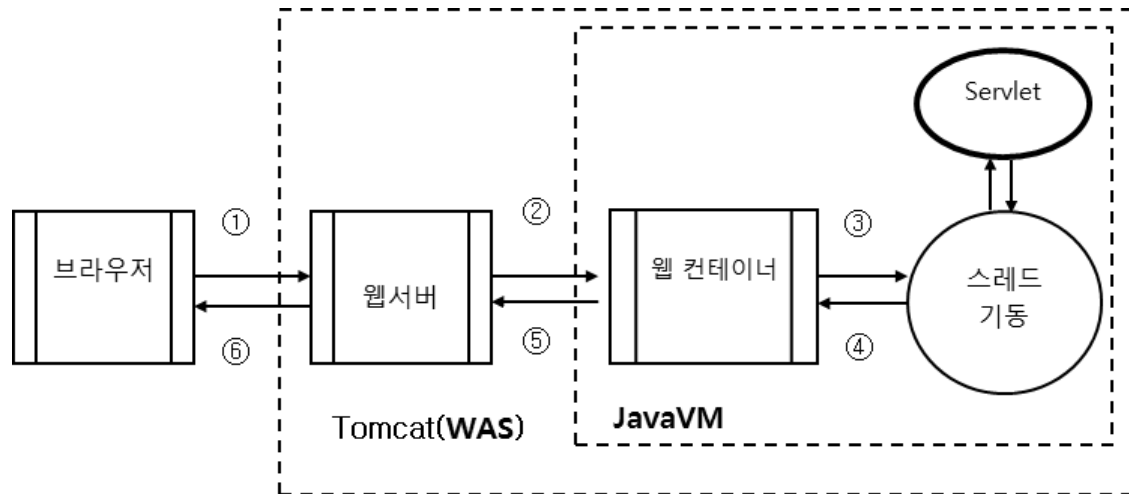 Servlet
①
②
③
브라우저
웹서버
웹 컨테이너
스레드
기동
⑥
⑤
④
Tomcat(WAS)
JavaVM